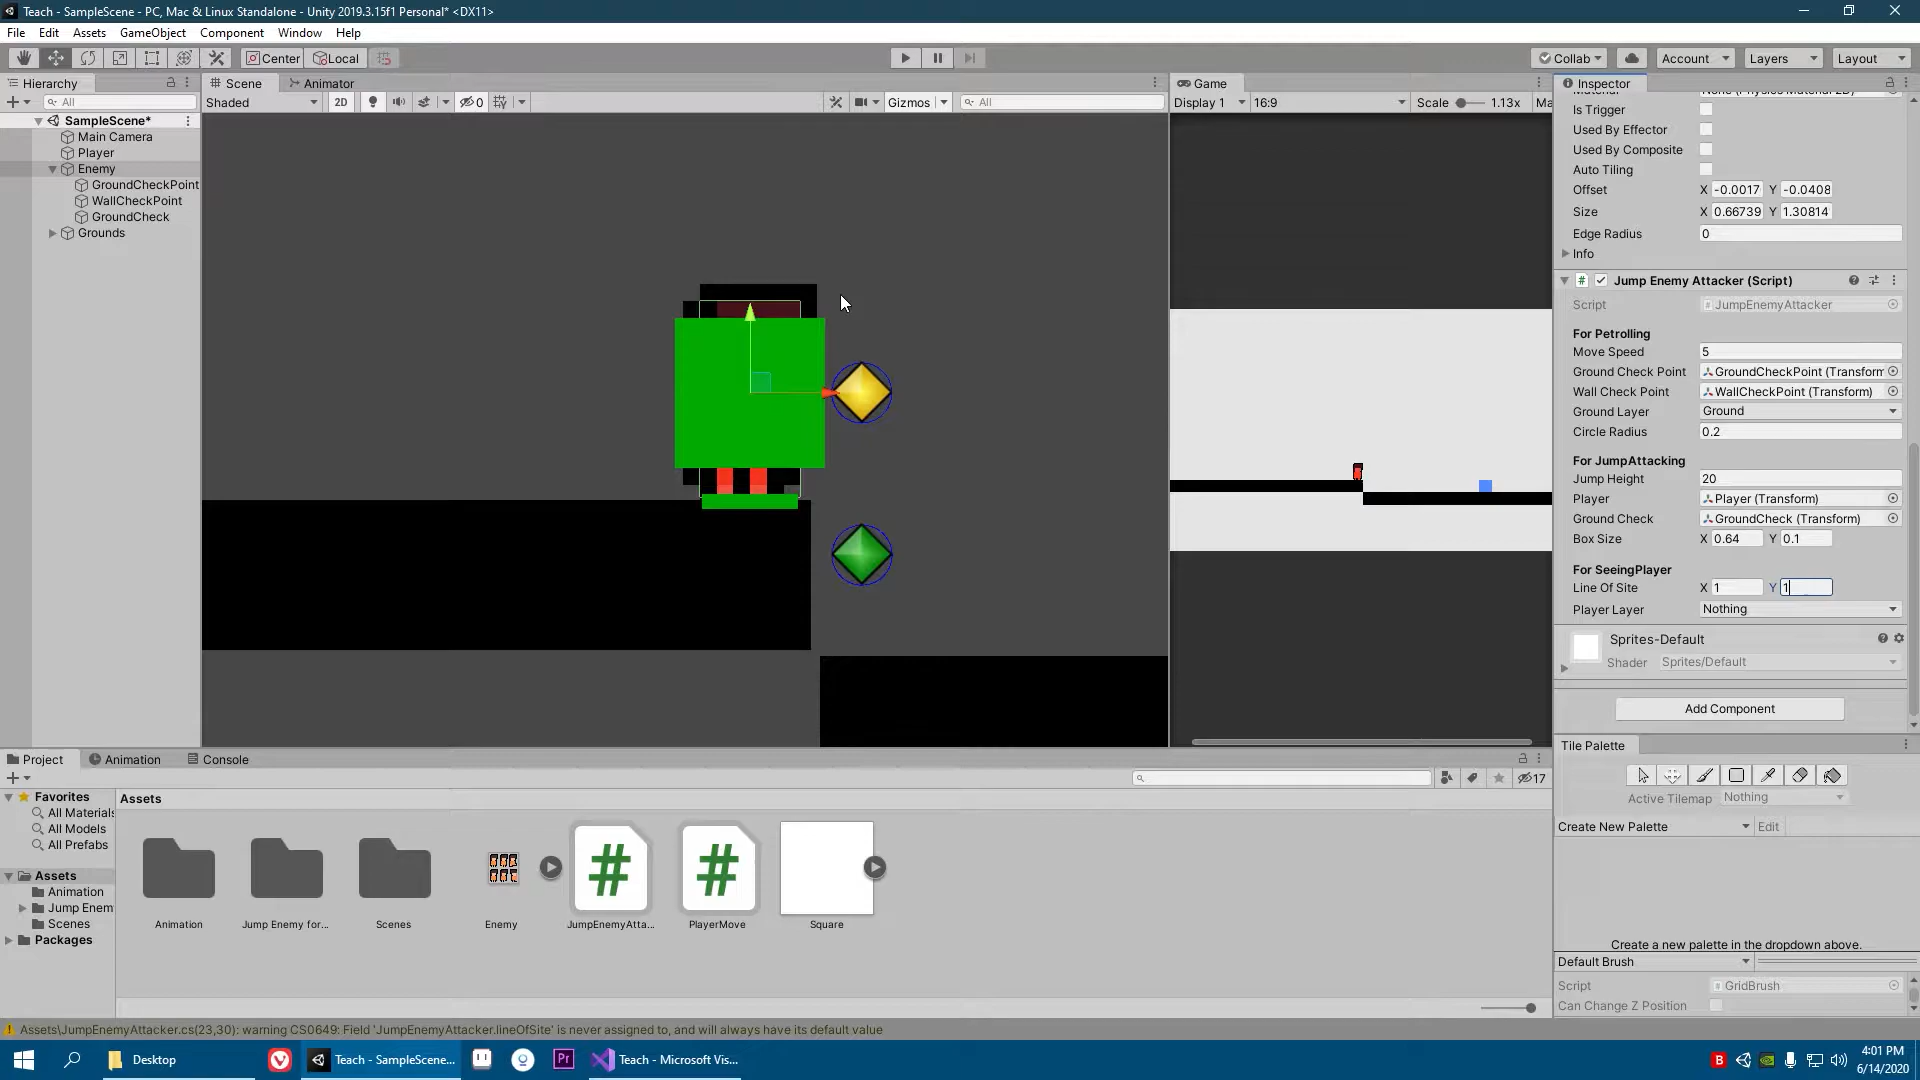 Teach - SampleScene - PC, Mac & Linux Standalone - Unity 2019.3.15f1 Personal* <DX11>
File Edit Assets GameObject Component Window Help
Center Local Collab Account Layers Layout
Hierarchy
All
SampleScene*
Main Camera
Player
Enemy
GroundCheckPoint
WallCheckPoint
GroundCheck
Grounds
Scene Animator
Shaded 2D 0 Gizmos All
Game
Display 1 16:9 Scale 1.13x Ma
Inspector
Is Trigger
Used By Effector
Used By Composite
Auto Tiling
Offset X -0.0017 Y -0.0408
Size X 0.66739 Y 1.30814
Edge Radius 0
Info
# Jump Enemy Attacker (Script)
Script JumpEnemyAttacker
For Petrolling
Move Speed 5
Ground Check Point GroundCheckPoint (Transform
Wall Check Point WallCheckPoint (Transform)
Ground Layer Ground
Circle Radius 0.2
For JumpAttacking
Jump Height 20
Player Player (Transform)
Ground Check GroundCheck (Transform)
Box Size X 0.64 Y 0.1
For SeeingPlayer
Line Of Site X 1 Y 1
Player Layer Nothing
Sprites-Default
Shader Sprites/Default
Add Component
Tile Palette
Active Tilemap Nothing
Create New Palette Edit
Create a new palette in the dropdown above.
Default Brush
Script GridBrush
Can Change Z Position
Project Animation Console
17
Favorites
All Materials
All Models
All Prefabs
Assets
Animation
Jump Enem
Scenes
Packages
Assets
Animation
Jump Enemy for...
Scenes
Enemy
JumpEnemyAtta...
PlayerMove
Square
Assets\JumpEnemyAttacker.cs(23,30): warning CS0649: Field 'JumpEnemyAttacker.lineOfSite' is never assigned to, and will always have its default value
Desktop
Teach - SampleScene...
Pr
Teach - Microsoft Vis...
B
4:01 PM
6/14/2020